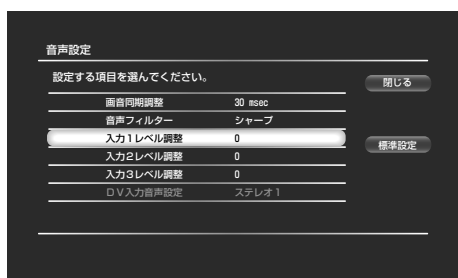 音声設定
設定する項目を選んでください。
閉じる
画音同期調整 30 msec
音声フィルター シャープ
入力1レベル調整 0
標準設定
入力2レベル調整 0
入力3レベル調整 0
DV入力音声設定 ステレオ1